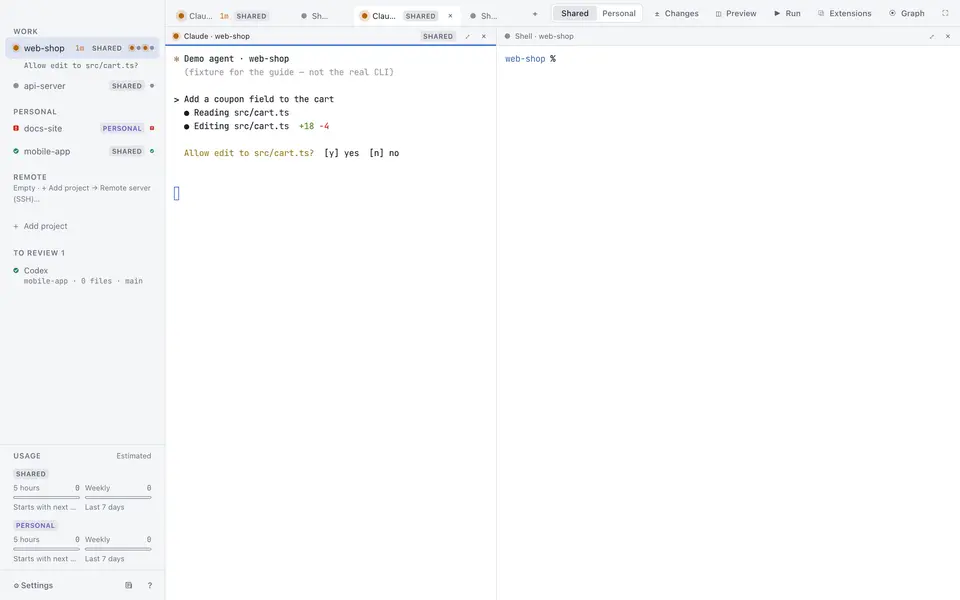 WORK
web-shop 1m SHARED
Allow edit to src/cart.ts?
api-server SHARED
PERSONAL
docs-site PERSONAL
mobile-app SHARED
REMOTE
Empty · + Add project → Remote server
(SSH)...
+ Add project
TO REVIEW 1
Codex
mobile-app · 0 files · main
USAGE Estimated
SHARED
5 hours 0 Weekly 0
Starts with next ... Last 7 days
PERSONAL
5 hours 0 Weekly 0
Starts with next ... Last 7 days
Settings ?
Clau... 1m SHARED Sh... Clau... SHARED × Sh... +
Shared Personal ± Changes Preview Run Extensions Graph
Claude · web-shop SHARED ×
✻ Demo agent · web-shop
(fixture for the guide — not the real CLI)
> Add a coupon field to the cart
● Reading src/cart.ts
● Editing src/cart.ts +18 -4
Allow edit to src/cart.ts? [y] yes [n] no
Shell · web-shop ×
web-shop %